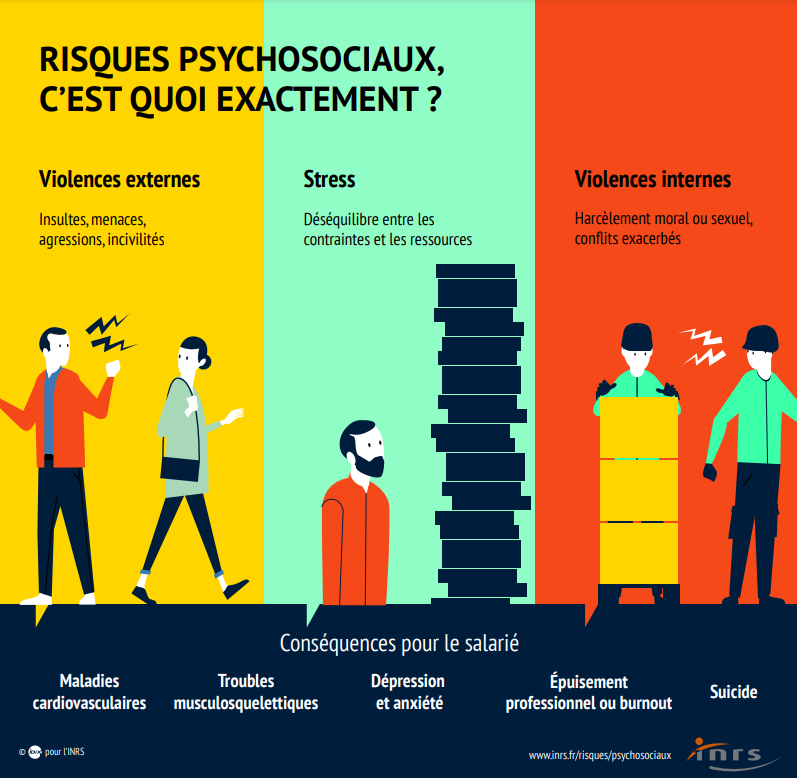 RISQUES PSYCHOSOCIAUX,
C’EST QUOI EXACTEMENT ?
Violences externes
Insultes, menaces,
agressions, incivilités
Stress
Déséquilibre entre les
contraintes et les ressources
Violences internes
Harcèlement moral ou sexuel,
conflits exacerbés
Conséquences pour le salarié
Maladies
cardiovasculaires
Troubles
musculosquelettiques
Dépression
et anxiété
Épuisement
professionnel ou burnout
Suicide
© pour l’INRS
www.inrs.fr/risques/psychosociaux
inrs